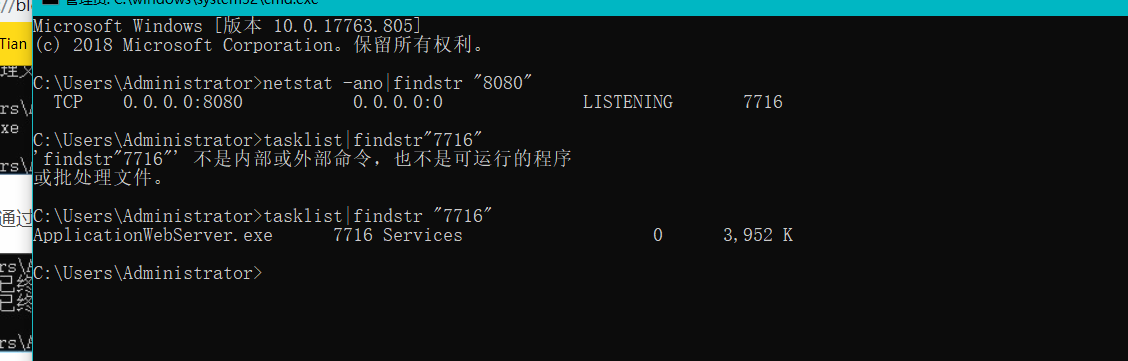 //blo
管理员: C:\windows\system32\cmd.exe
Tian
Microsoft Windows [版本 10.0.17763.805]
(c) 2018 Microsoft Corporation。保留所有权利。
C:\Users\Administrator>netstat -ano|findstr "8080"
TCP 0.0.0.0:8080 0.0.0.0:0 LISTENING 7716
rs\A
xe
C:\Users\Administrator>tasklist|findstr"7716"
'findstr"7716"' 不是内部或外部命令，也不是可运行的程序
或批处理文件。
rs\A
通过
C:\Users\Administrator>tasklist|findstr "7716"
ApplicationWebServer.exe 7716 Services 0 3,952 K
rs\A
已终
已终
C:\Users\Administrator>
rs\A